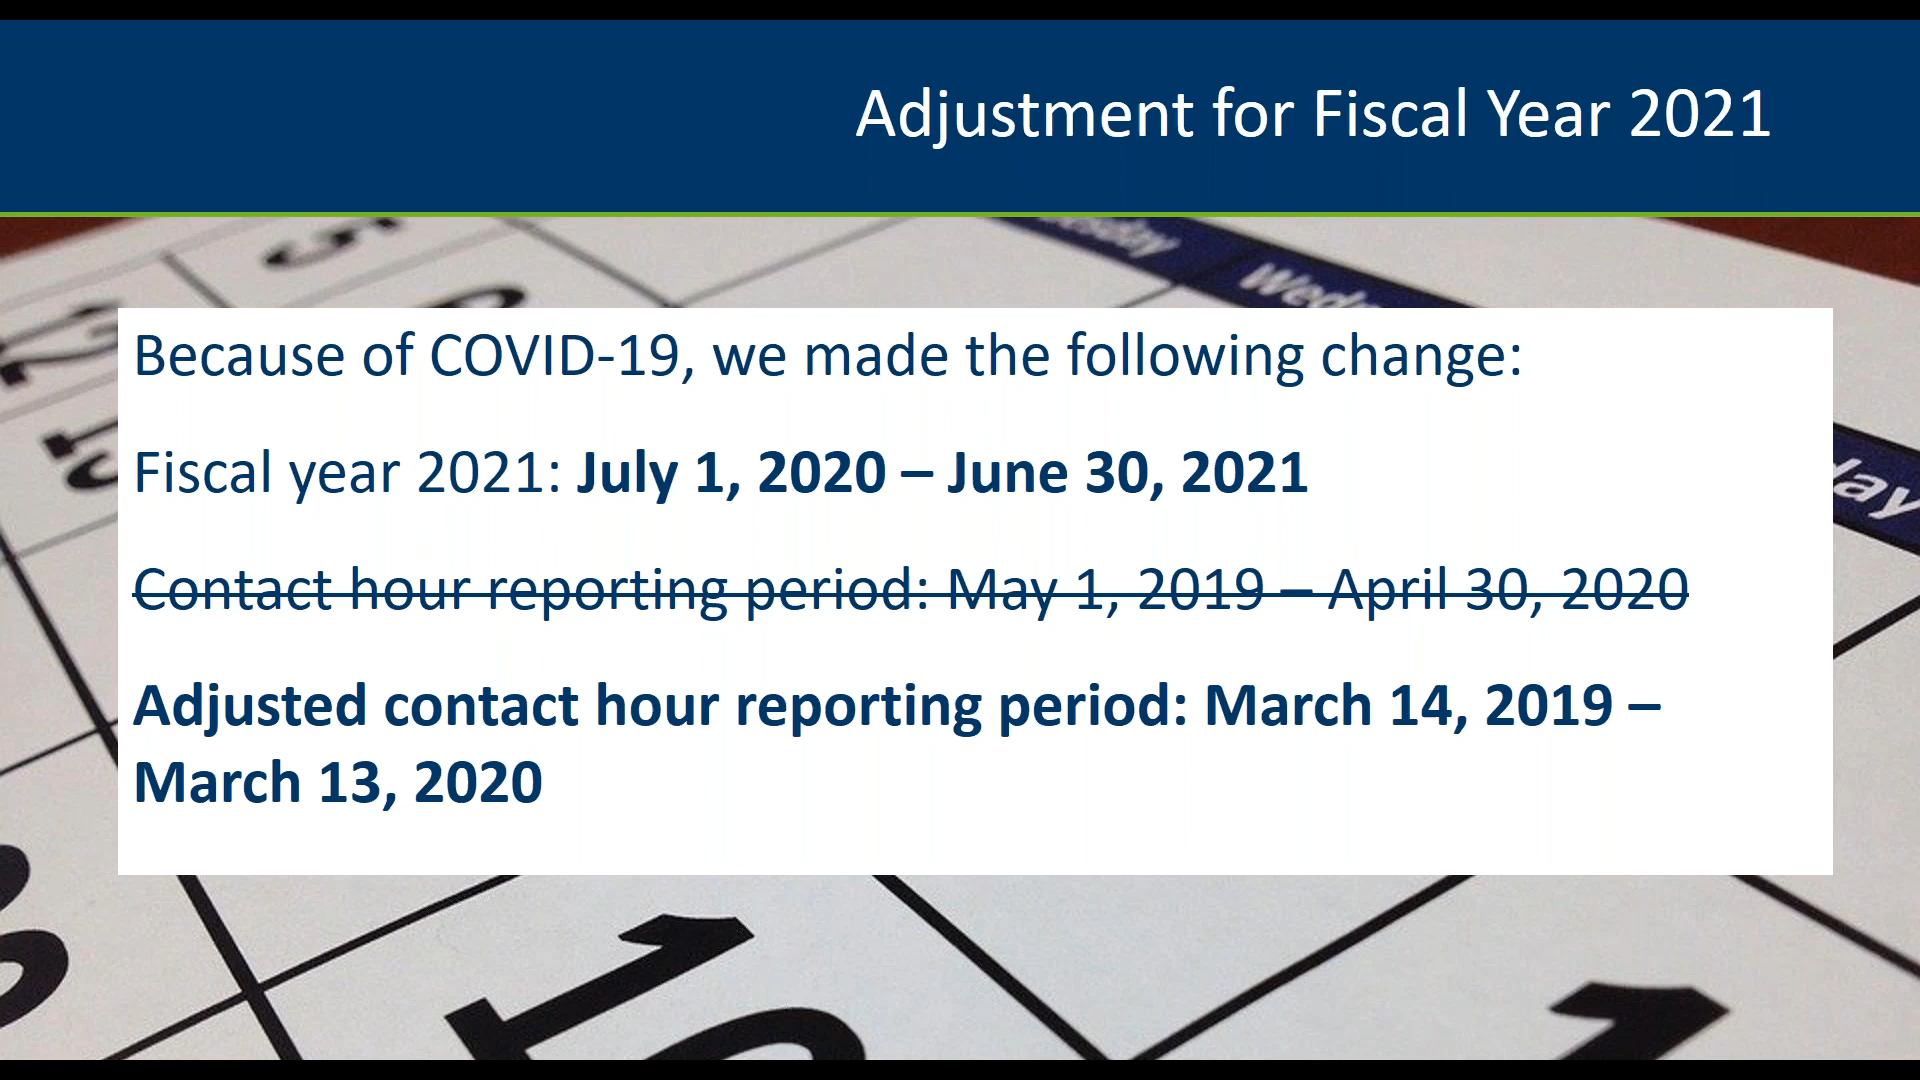 Adjustment for Fiscal Year 2021
Because of COVID-19, we made the following change:
Fiscal year 2021: July 1, 2020 – June 30, 2021
Contact hour reporting period: May 1, 2019 – April 30, 2020
Adjusted contact hour reporting period: March 14, 2019 –
March 13, 2020